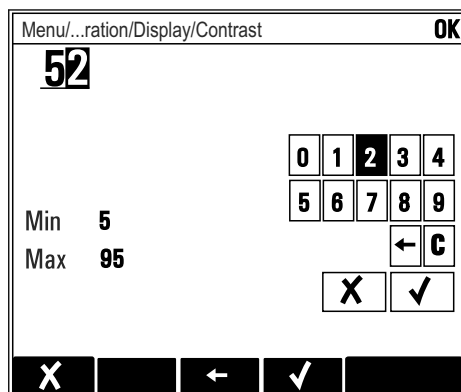 Menu/...ration/Display/Contrast OK
52
0 1 2 3 4
5 6 7 8 9
Min 5
← C
Max 95
✗ ✓
✗ ← ✓